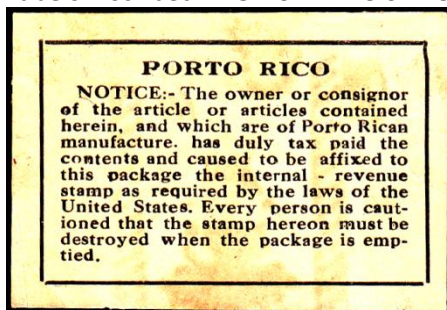 PORTO RICO
NOTICE:- The owner or consignor
of the article or articles contained
herein, and which are of Porto Rican
manufacture. has duly tax paid the
contents and caused to be affixed to
this package the internal - revenue
stamp as required by the laws of the
United States. Every person is caut-
ioned that the stamp hereon must be
destroyed when the package is emp-
tied.